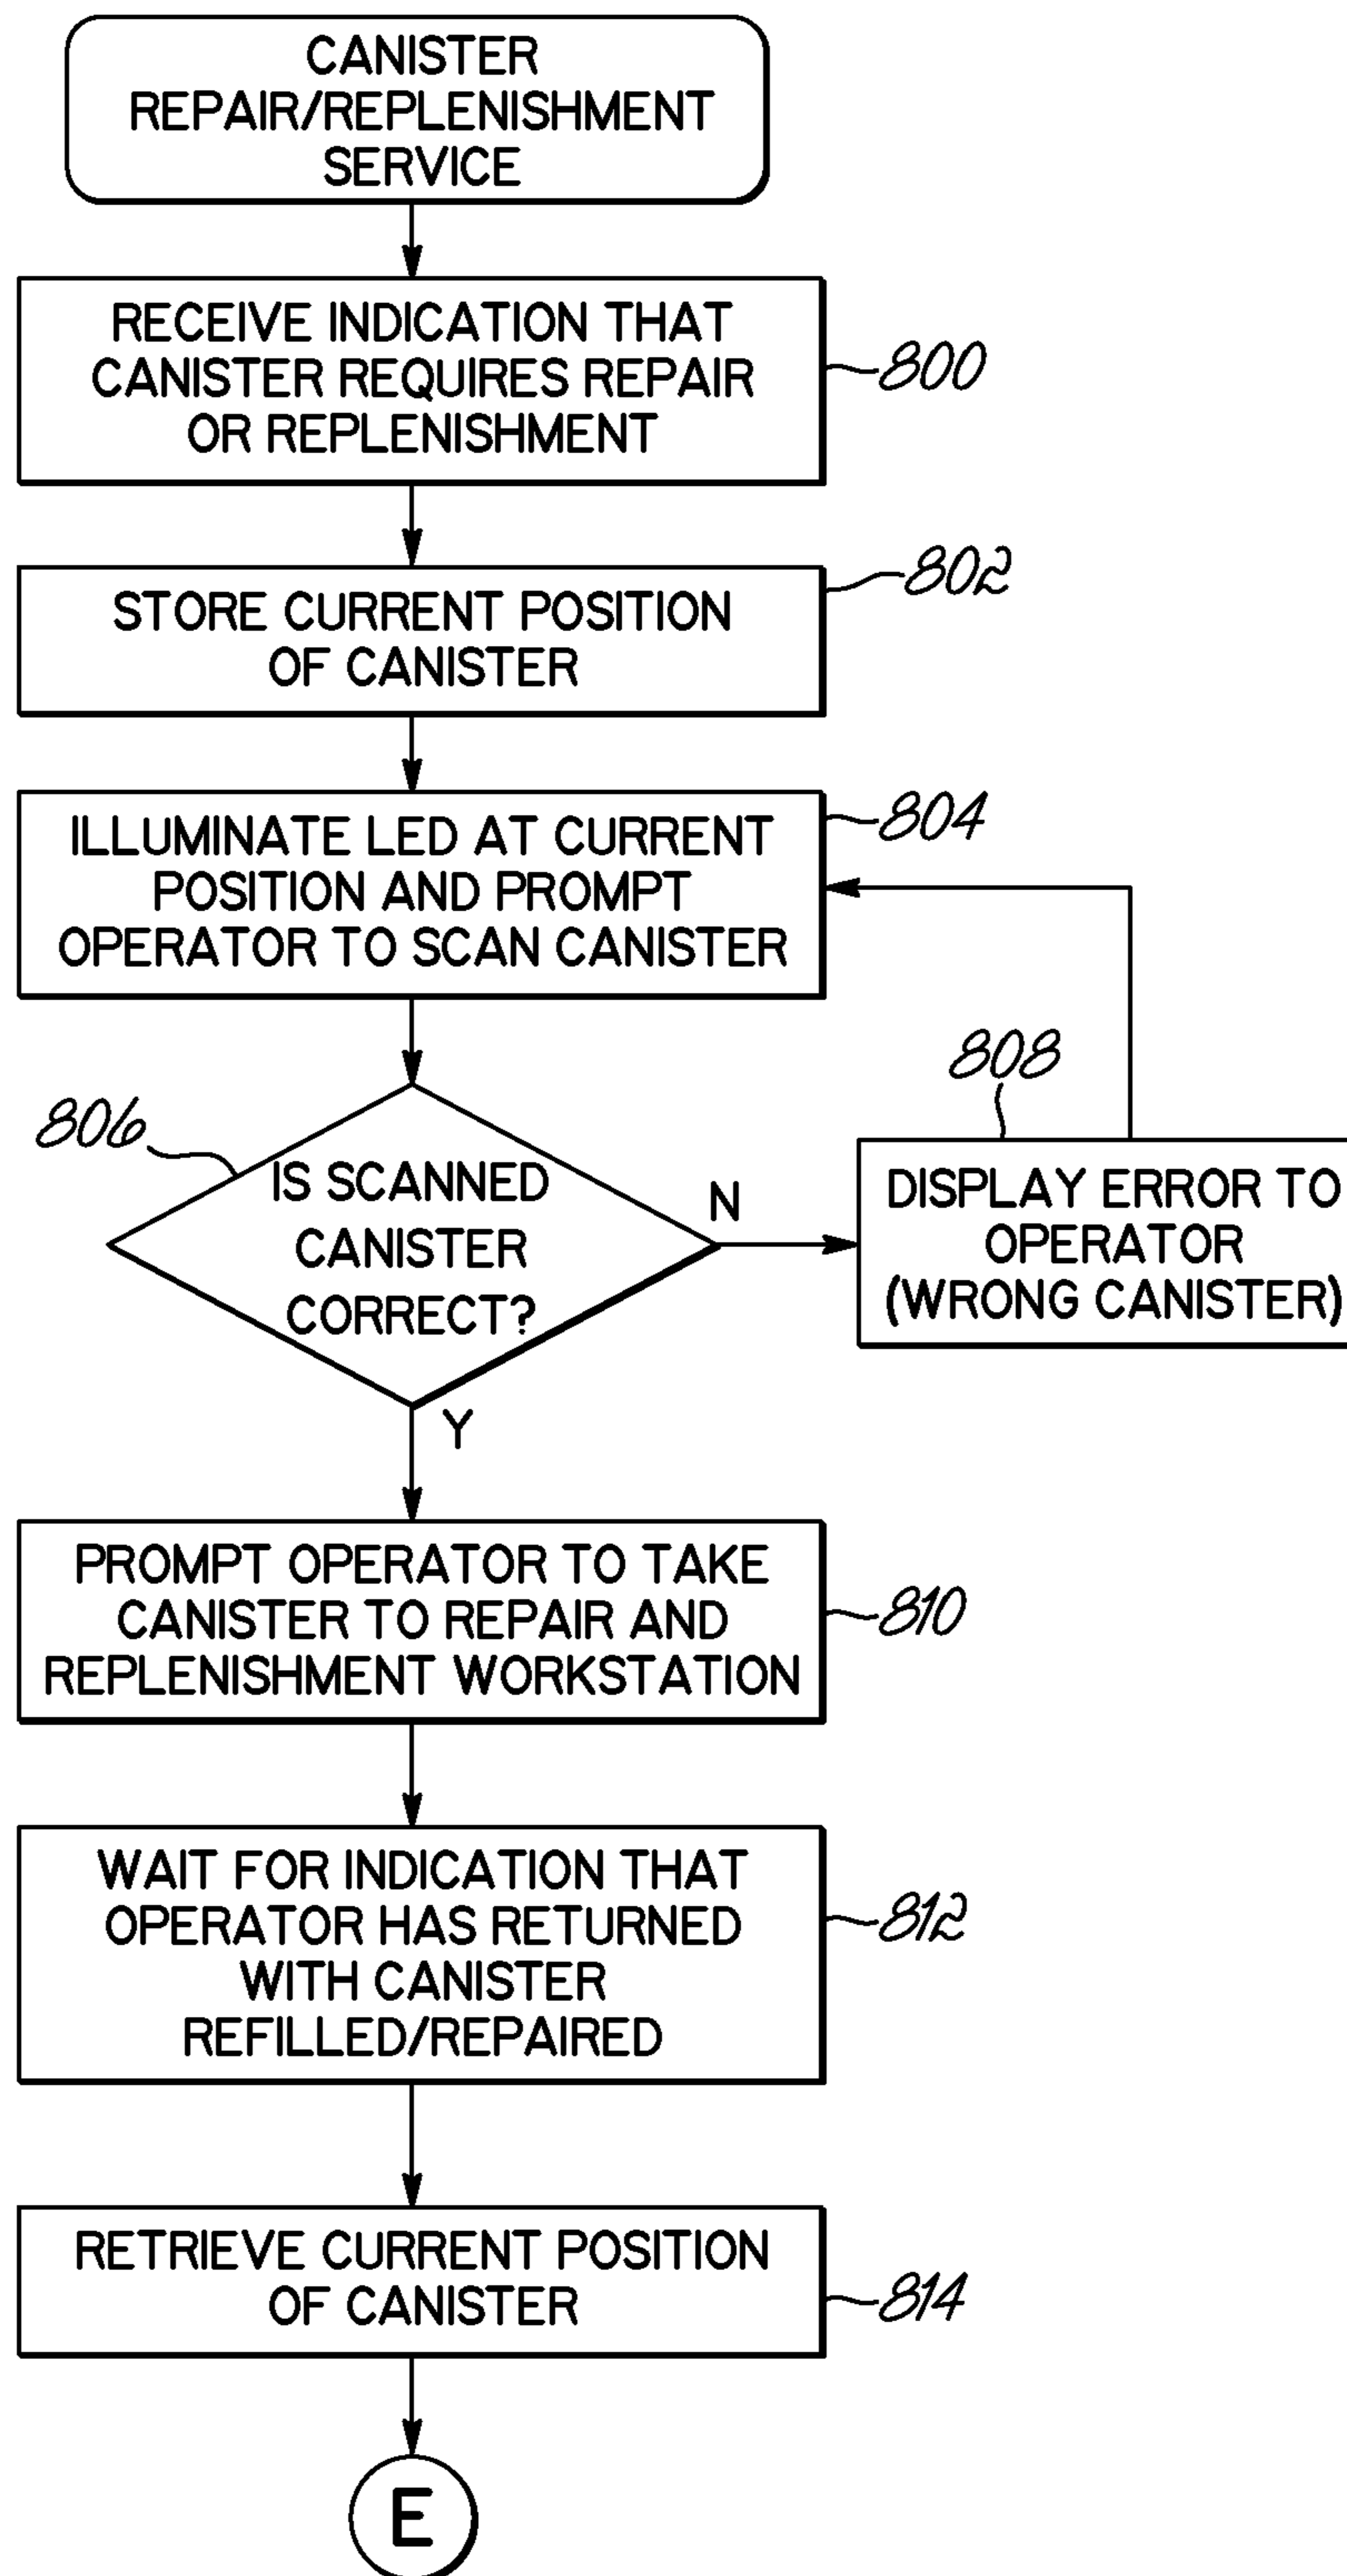 CANISTER
REPAIR/REPLENISHMENT
SERVICE
RECEIVE INDICATION THAT
CANISTER REQUIRES REPAIR
OR REPLENISHMENT
800
STORE CURRENT POSITION
OF CANISTER
802
ILLUMINATE LED AT CURRENT
POSITION AND PROMPT
OPERATOR TO SCAN CANISTER
804
806
IS SCANNED
CANISTER
CORRECT?
N
Y
808
DISPLAY ERROR TO
OPERATOR
(WRONG CANISTER)
PROMPT OPERATOR TO TAKE
CANISTER TO REPAIR AND
REPLENISHMENT WORKSTATION
810
WAIT FOR INDICATION THAT
OPERATOR HAS RETURNED
WITH CANISTER
REFILLED/REPAIRED
812
RETRIEVE CURRENT POSITION
OF CANISTER
814
E